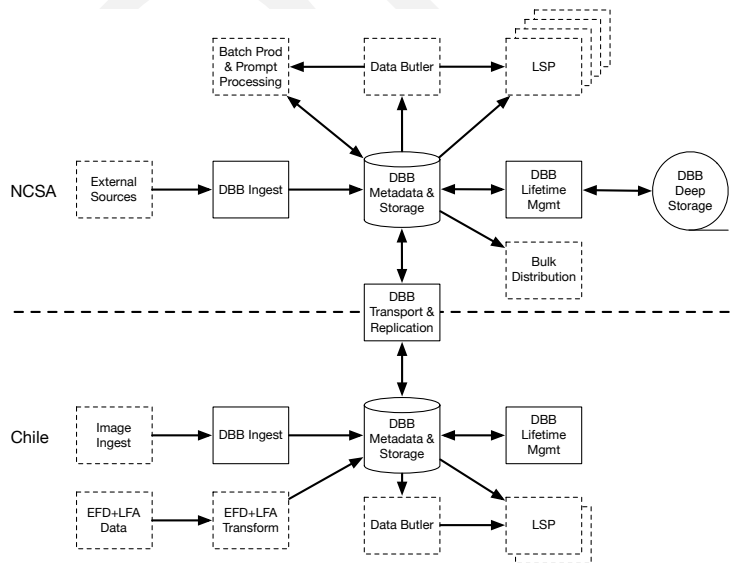 Batch Prod
& Prompt
Processing
Data Butler
LSP
NCSA
External
Sources
DBB Ingest
DBB
Metadata &
Storage
DBB
Lifetime
Mgmt
DBB
Deep
Storage
Bulk
Distribution
DBB
Transport &
Replication
Chile
Image
Ingest
DBB Ingest
DBB
Metadata &
Storage
DBB
Lifetime
Mgmt
EFD+LFA
Data
EFD+LFA
Transform
Data Butler
LSP